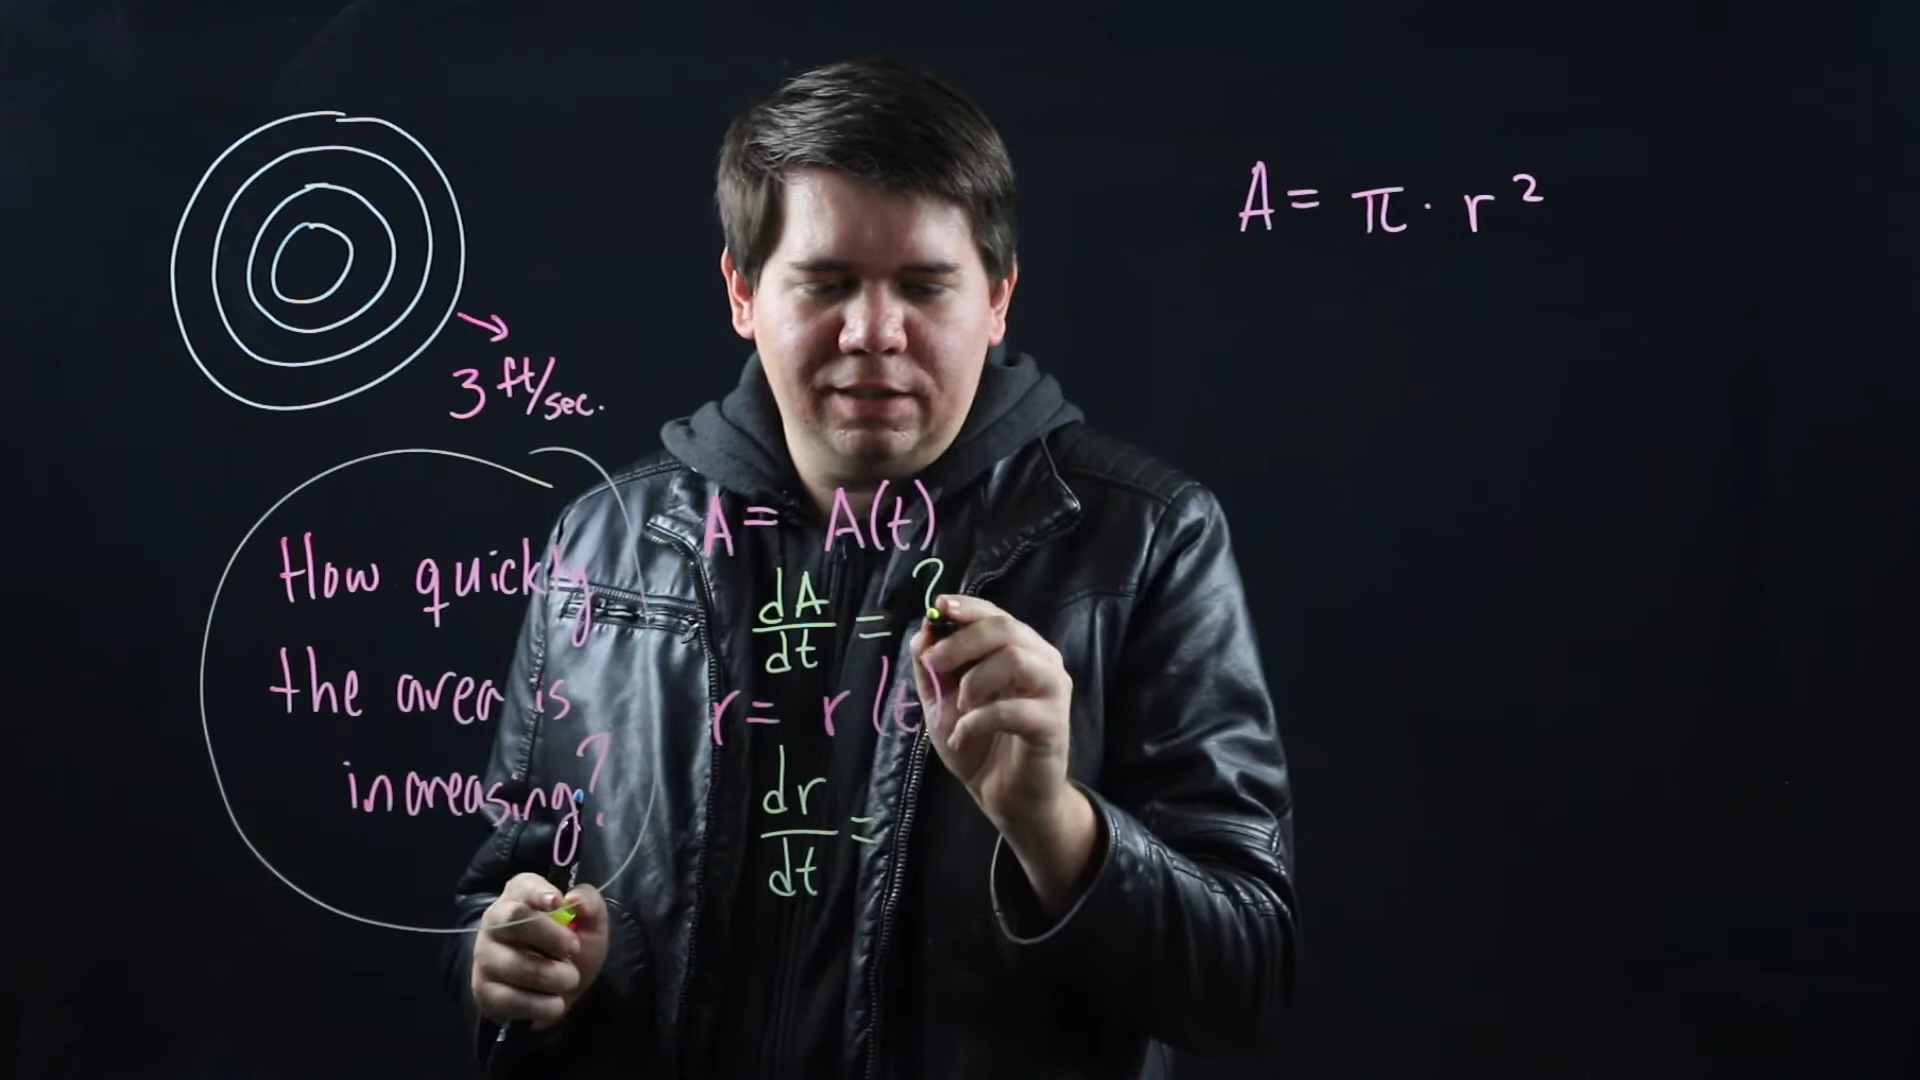 3 ft/sec.
How quickly
the area is
increasing?
A = A(t)
dA/dt = ?
r = r(t)
dr/dt =
A = π · r²